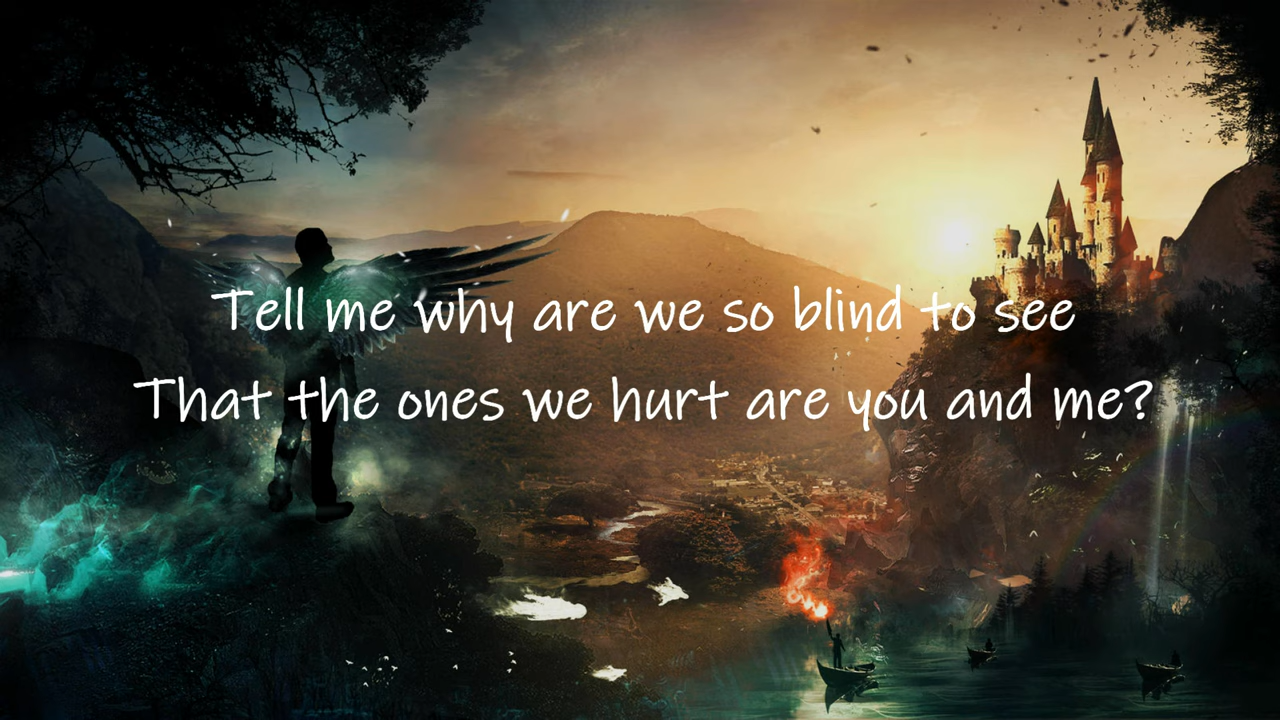 Tell me why are we so blind to see
That the ones we hurt are you and me?